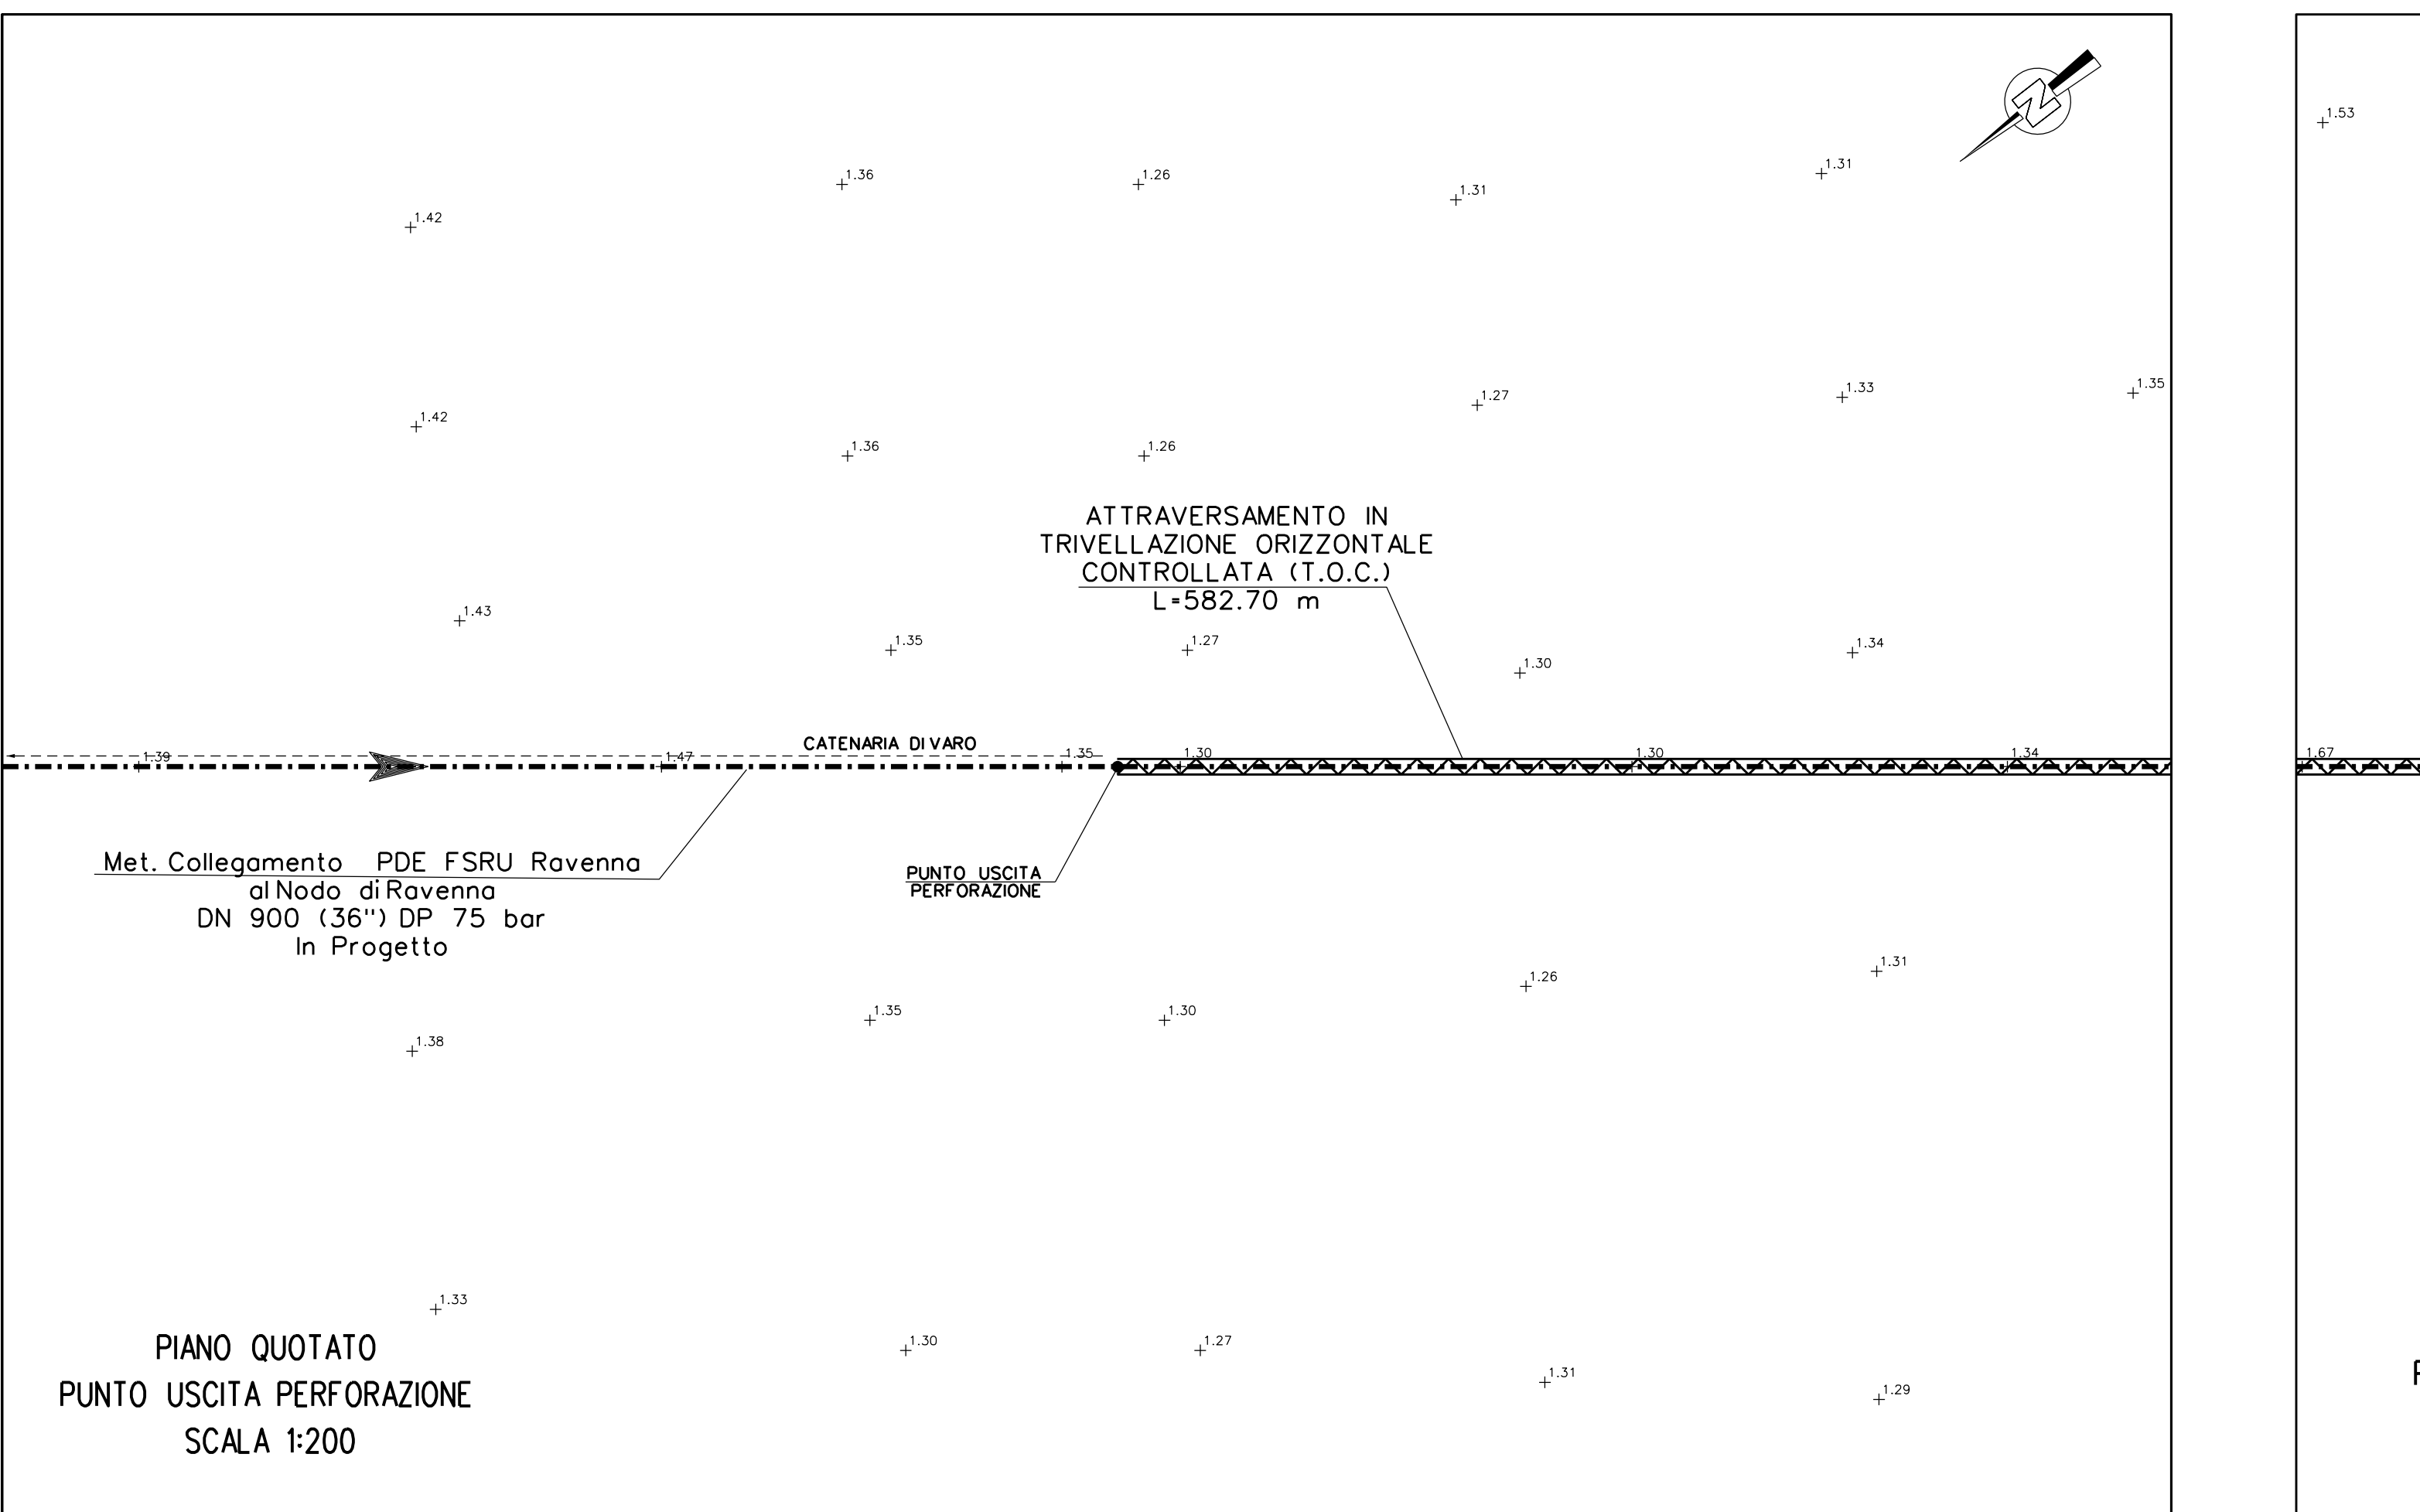 N
1.53
1.31
1.36
1.26
1.31
1.42
1.35
1.33
1.27
1.42
1.36
1.26
ATTRAVERSAMENTO IN
TRIVELLAZIONE ORIZZONTALE
CONTROLLATA (T.O.C.)
L=582.70 m
1.43
1.35
1.27
1.34
1.30
CATENARIA DI VARO
1.39
1.47
1.35
1.30
1.30
1.34
1.67
Met. Collegamento PDE FSRU Ravenna
al Nodo di Ravenna
DN 900 (36") DP 75 bar
In Progetto
PUNTO USCITA
PERFORAZIONE
1.31
1.26
1.35
1.30
1.38
1.33
1.30
1.27
1.31
1.29
PIANO QUOTATO
PUNTO USCITA PERFORAZIONE
SCALA 1:200